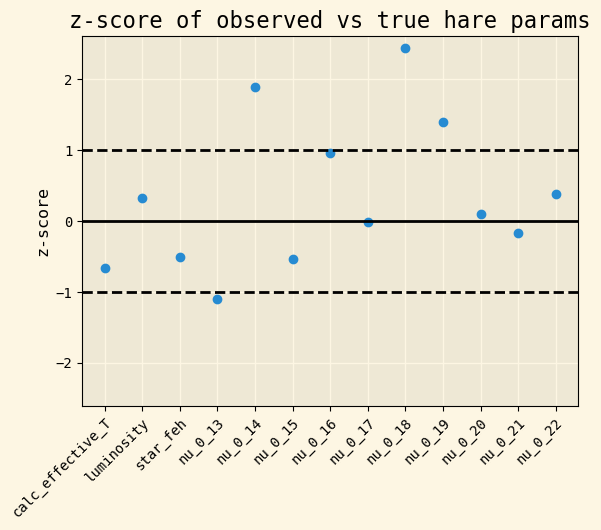 z-score of observed vs true hare params
z-score
2
1
0
−1
−2
calc_effective_T
luminosity
star_feh
nu_0_13
nu_0_14
nu_0_15
nu_0_16
nu_0_17
nu_0_18
nu_0_19
nu_0_20
nu_0_21
nu_0_22